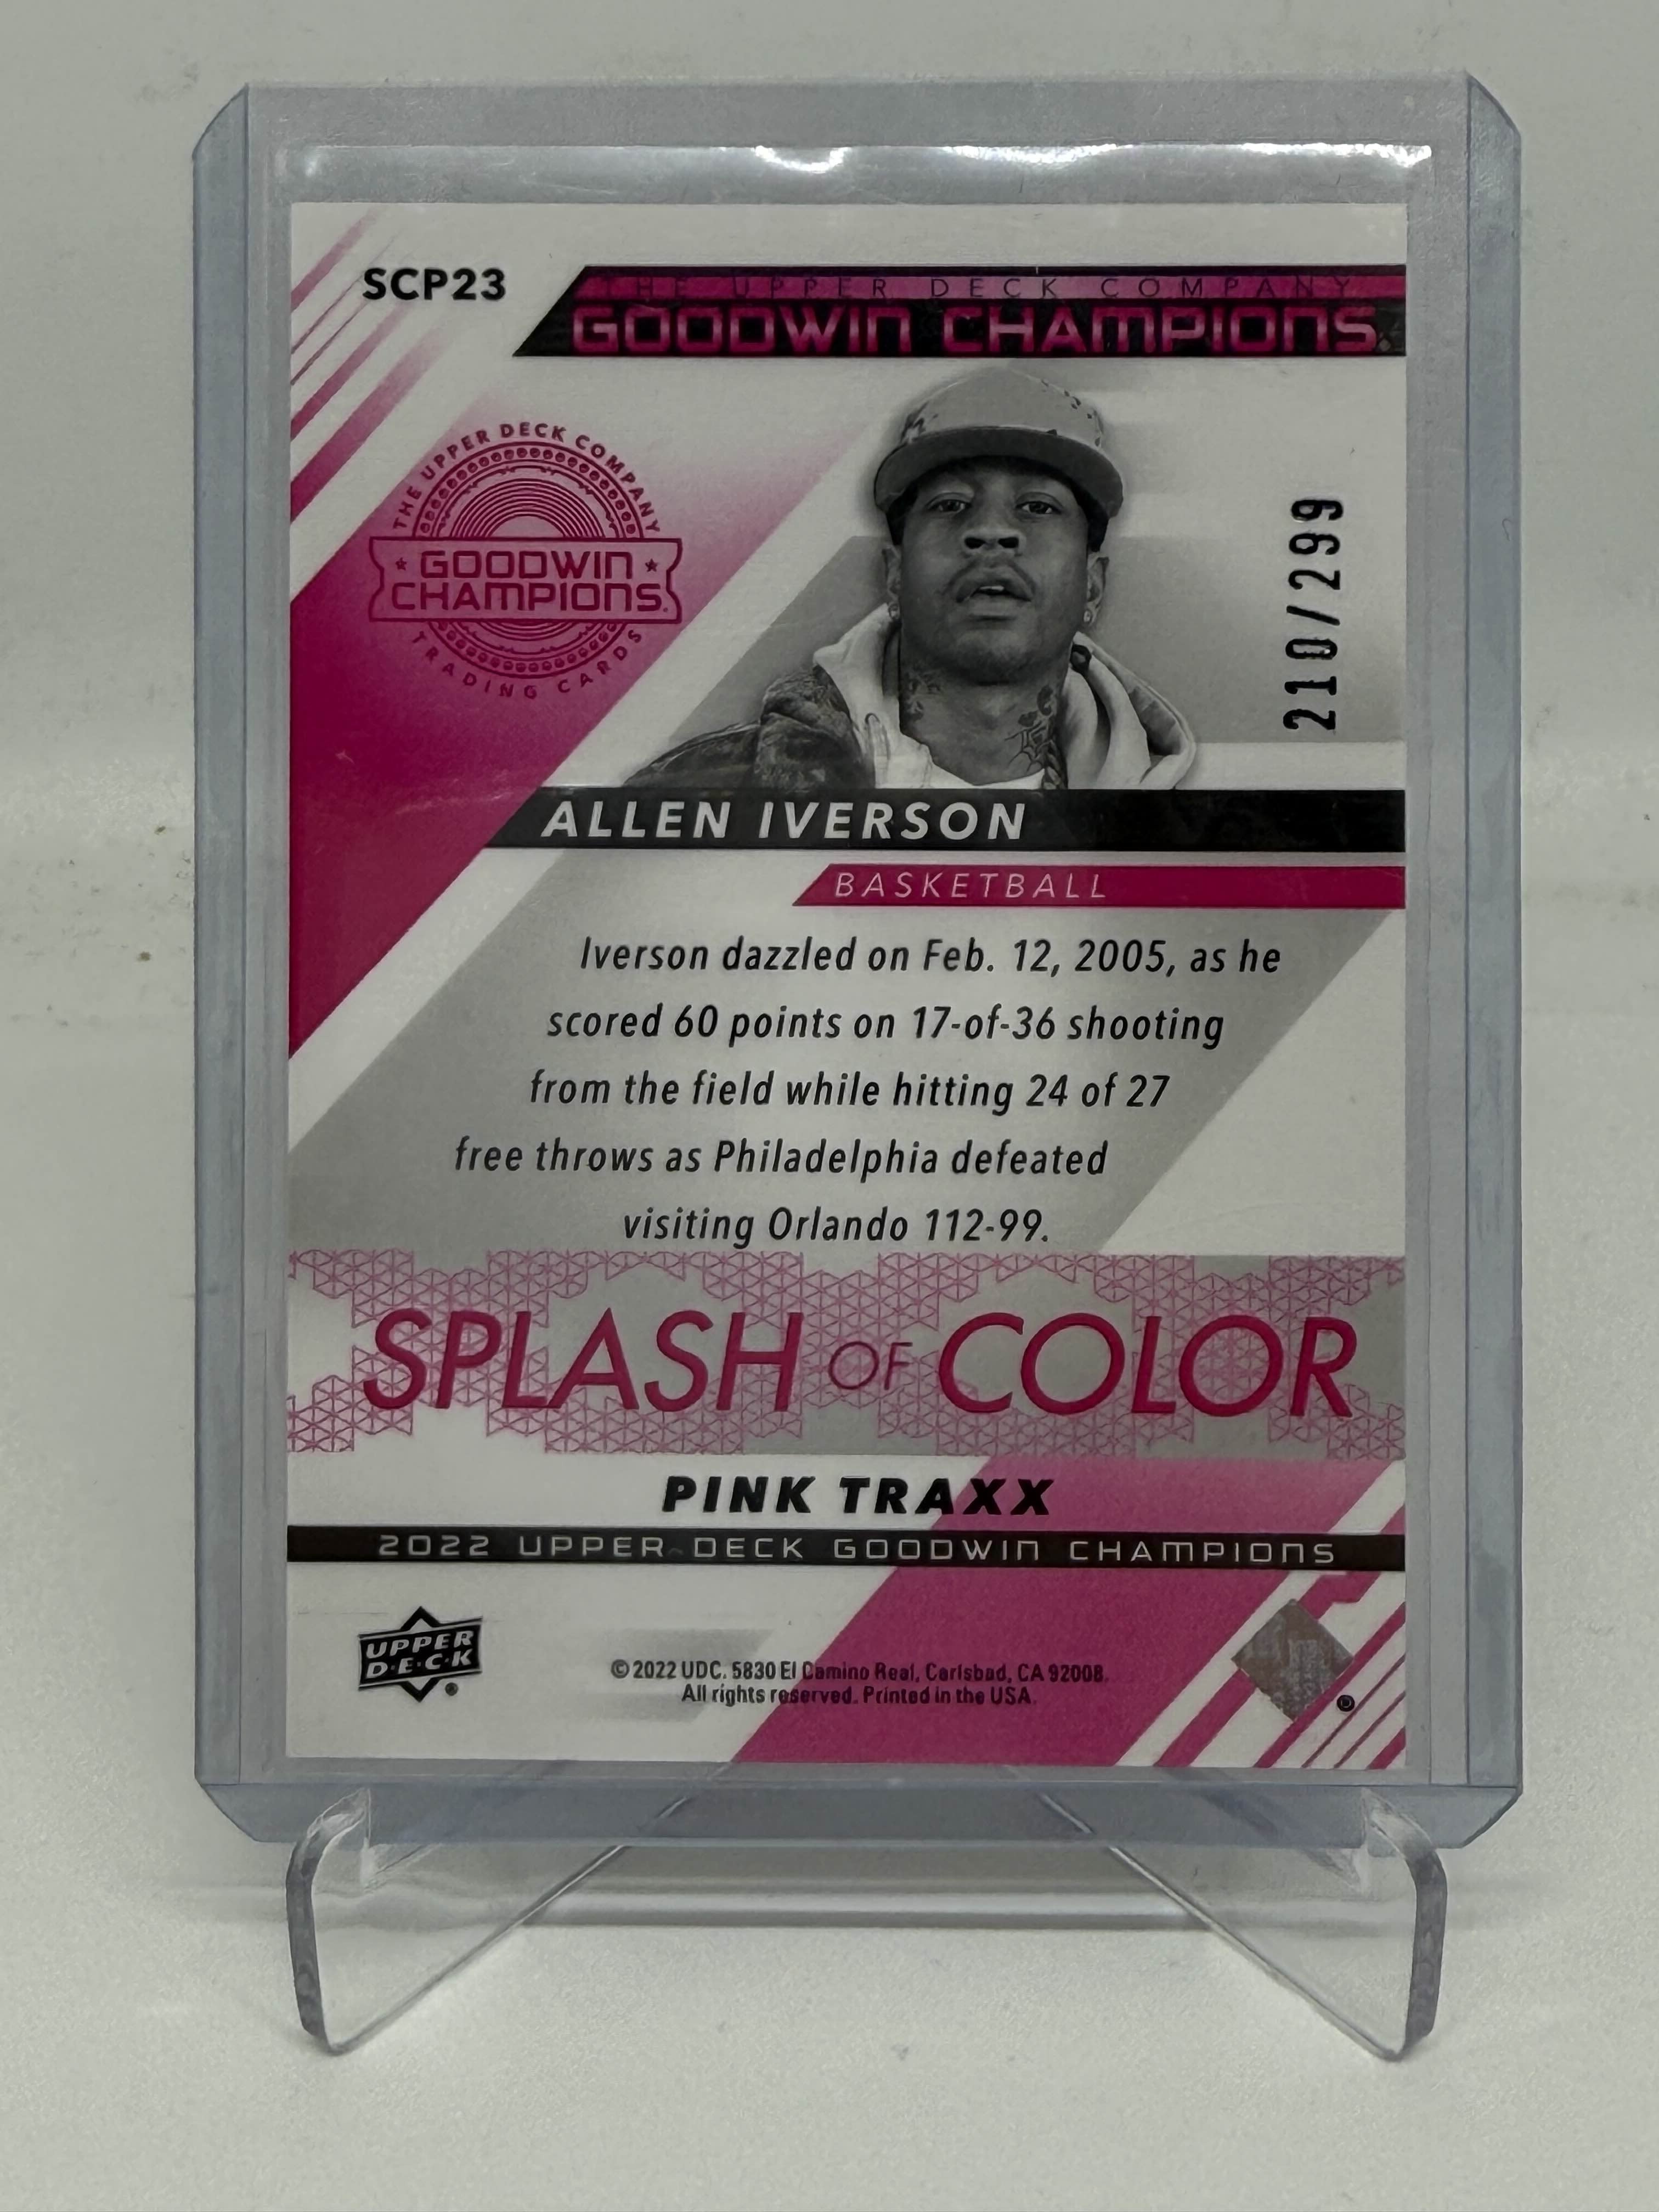 SCP23
THE UPPER DECK COMPANY
GOODWIN CHAMPIONS
THE UPPER DECK COMPANY
GOODWIN
CHAMPIONS
TRADING CARDS
210/299
ALLEN IVERSON
BASKETBALL
Iverson dazzled on Feb. 12, 2005, as he
scored 60 points on 17-of-36 shooting
from the field while hitting 24 of 27
free throws as Philadelphia defeated
visiting Orlando 112-99.
SPLASH OF COLOR
PINK TRAXX
2022 UPPER DECK GOODWIN CHAMPIONS
UPPER
D·E·C·K
®
© 2022 UDC. 5830 El Camino Real, Carlsbad, CA 92008.
All rights reserved. Printed in the USA.
®